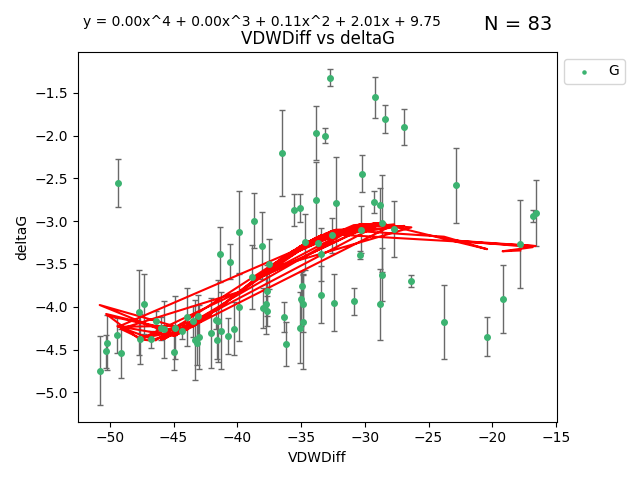 y = 0.00x^4 + 0.00x^3 + 0.11x^2 + 2.01x + 9.75
N = 83
VDWDiff vs deltaG
G
−1.5
−2.0
−2.5
−3.0
−3.5
−4.0
−4.5
−5.0
deltaG
−50 −45 −40 −35 −30 −25 −20 −15
VDWDiff